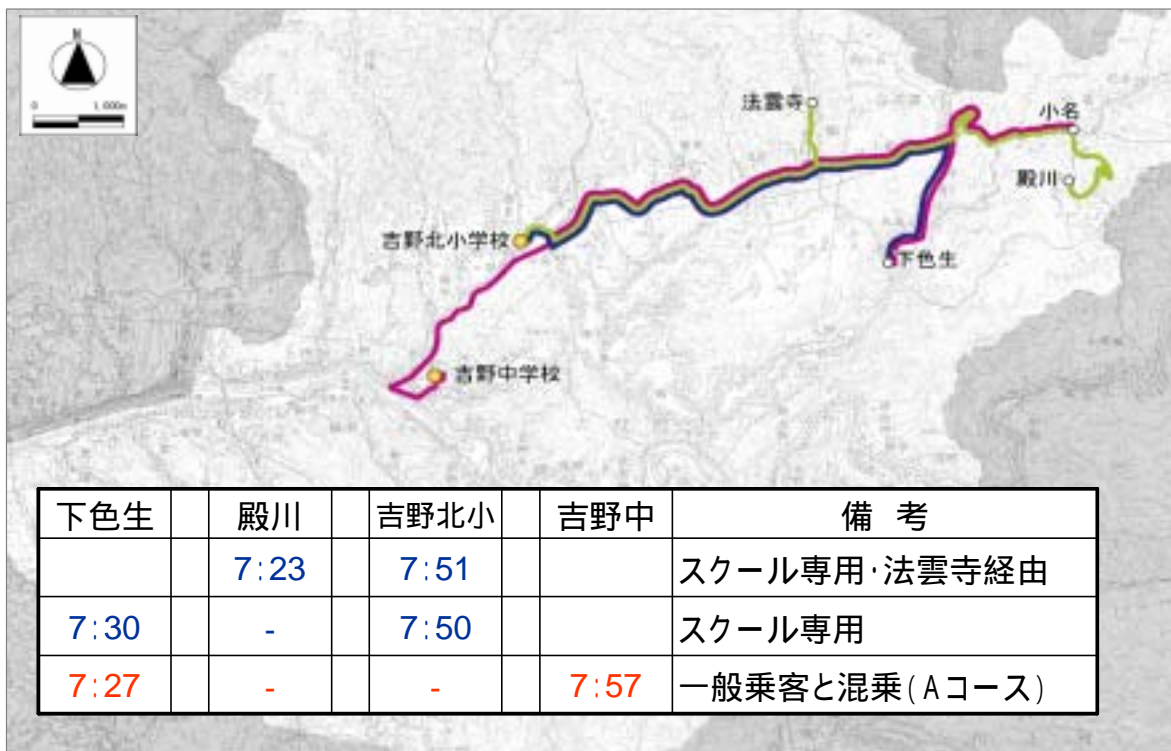 N
0 1,000m
法雲寺
小名
殿川
吉野北小学校
下色生
吉野中学校
下色生 殿川 吉野北小 吉野中 備 考
7:23 7:51 スクール専用・法雲寺経由
7:30 - 7:50 スクール専用
7:27 - - 7:57 一般乗客と混乗(Aコース)